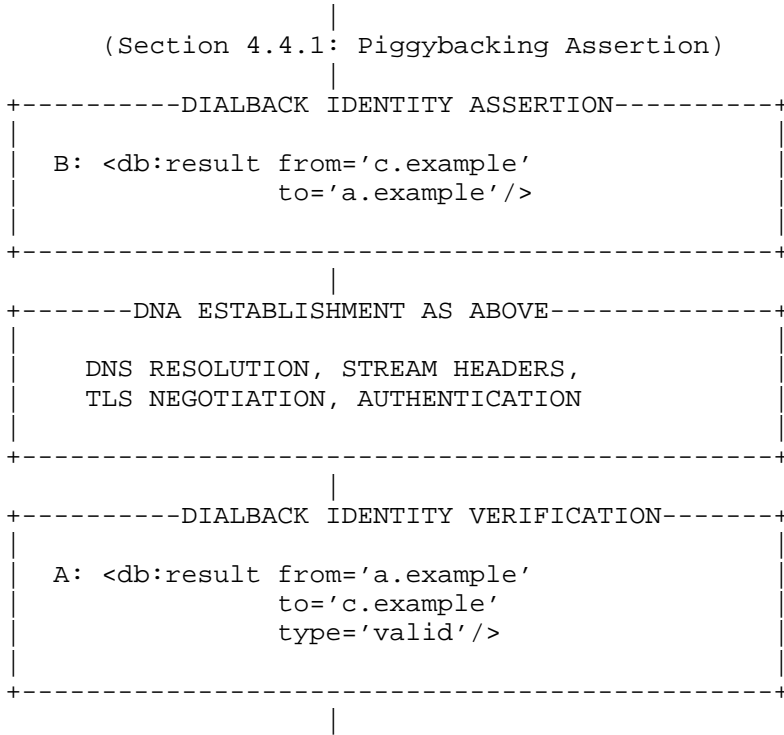 |
       (Section 4.4.1: Piggybacking Assertion)
                         |
+----------DIALBACK IDENTITY ASSERTION----------+
|                                               |
|  B: <db:result from='c.example'               |
|                to='a.example'/>               |
|                                               |
+-----------------------------------------------+
                         |
+-------DNA ESTABLISHMENT AS ABOVE--------------+
|                                               |
|    DNS RESOLUTION, STREAM HEADERS,            |
|    TLS NEGOTIATION, AUTHENTICATION            |
|                                               |
+-----------------------------------------------+
                         |
+----------DIALBACK IDENTITY VERIFICATION-------+
|                                               |
|  A: <db:result from='a.example'               |
|                to='c.example'                 |
|                type='valid'/>                 |
|                                               |
+-----------------------------------------------+
                         |